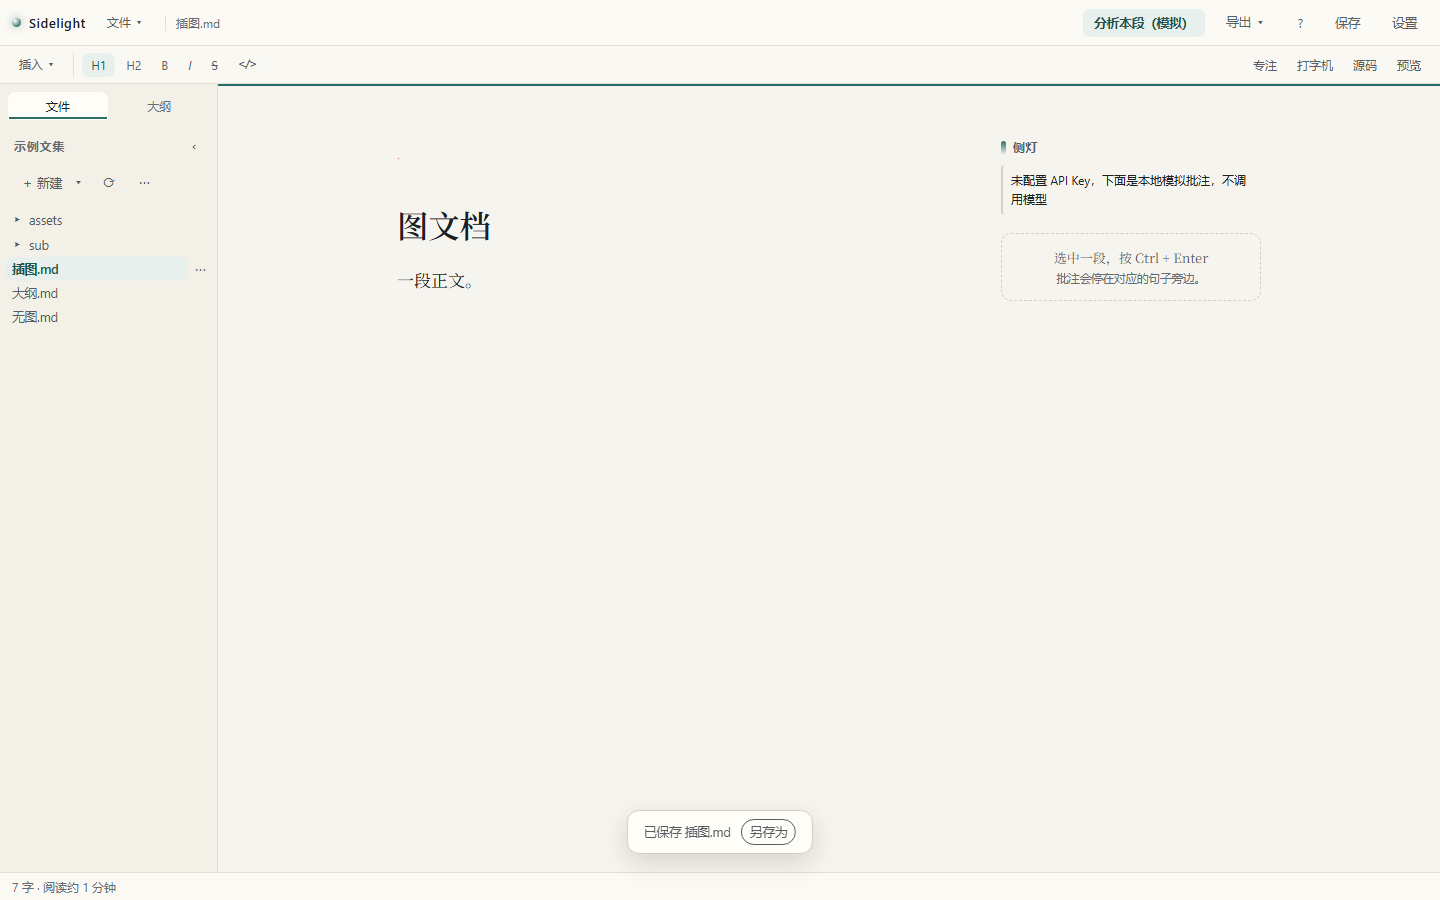 Sidelight 文件 插图.md 分析本段（模拟） 导出 ? 保存 设置
插入 H1 H2 B I S </> 专注 打字机 源码 预览
文件 大纲
示例文集
+ 新建 ...
assets
sub
插图.md ...
大纲.md
无图.md
图文档
一段正文。
侧灯
未配置 API Key，下面是本地模拟批注，不调
用模型
选中一段，按 Ctrl + Enter
批注会停在对应的句子旁边。
已保存 插图.md 另存为
7 字 · 阅读约 1 分钟